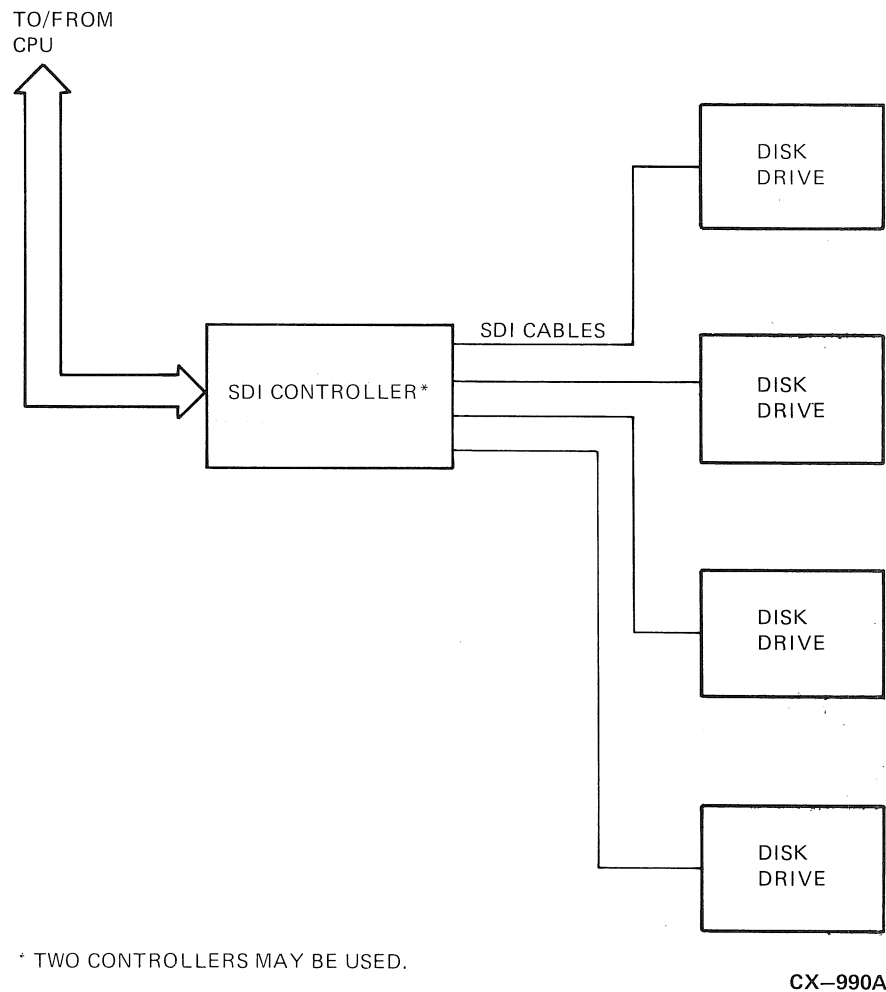 TO/FROM
CPU
DISK
DRIVE
SDI CABLES
SDI CONTROLLER*
DISK
DRIVE
DISK
DRIVE
DISK
DRIVE
* TWO CONTROLLERS MAY BE USED.
CX–990A